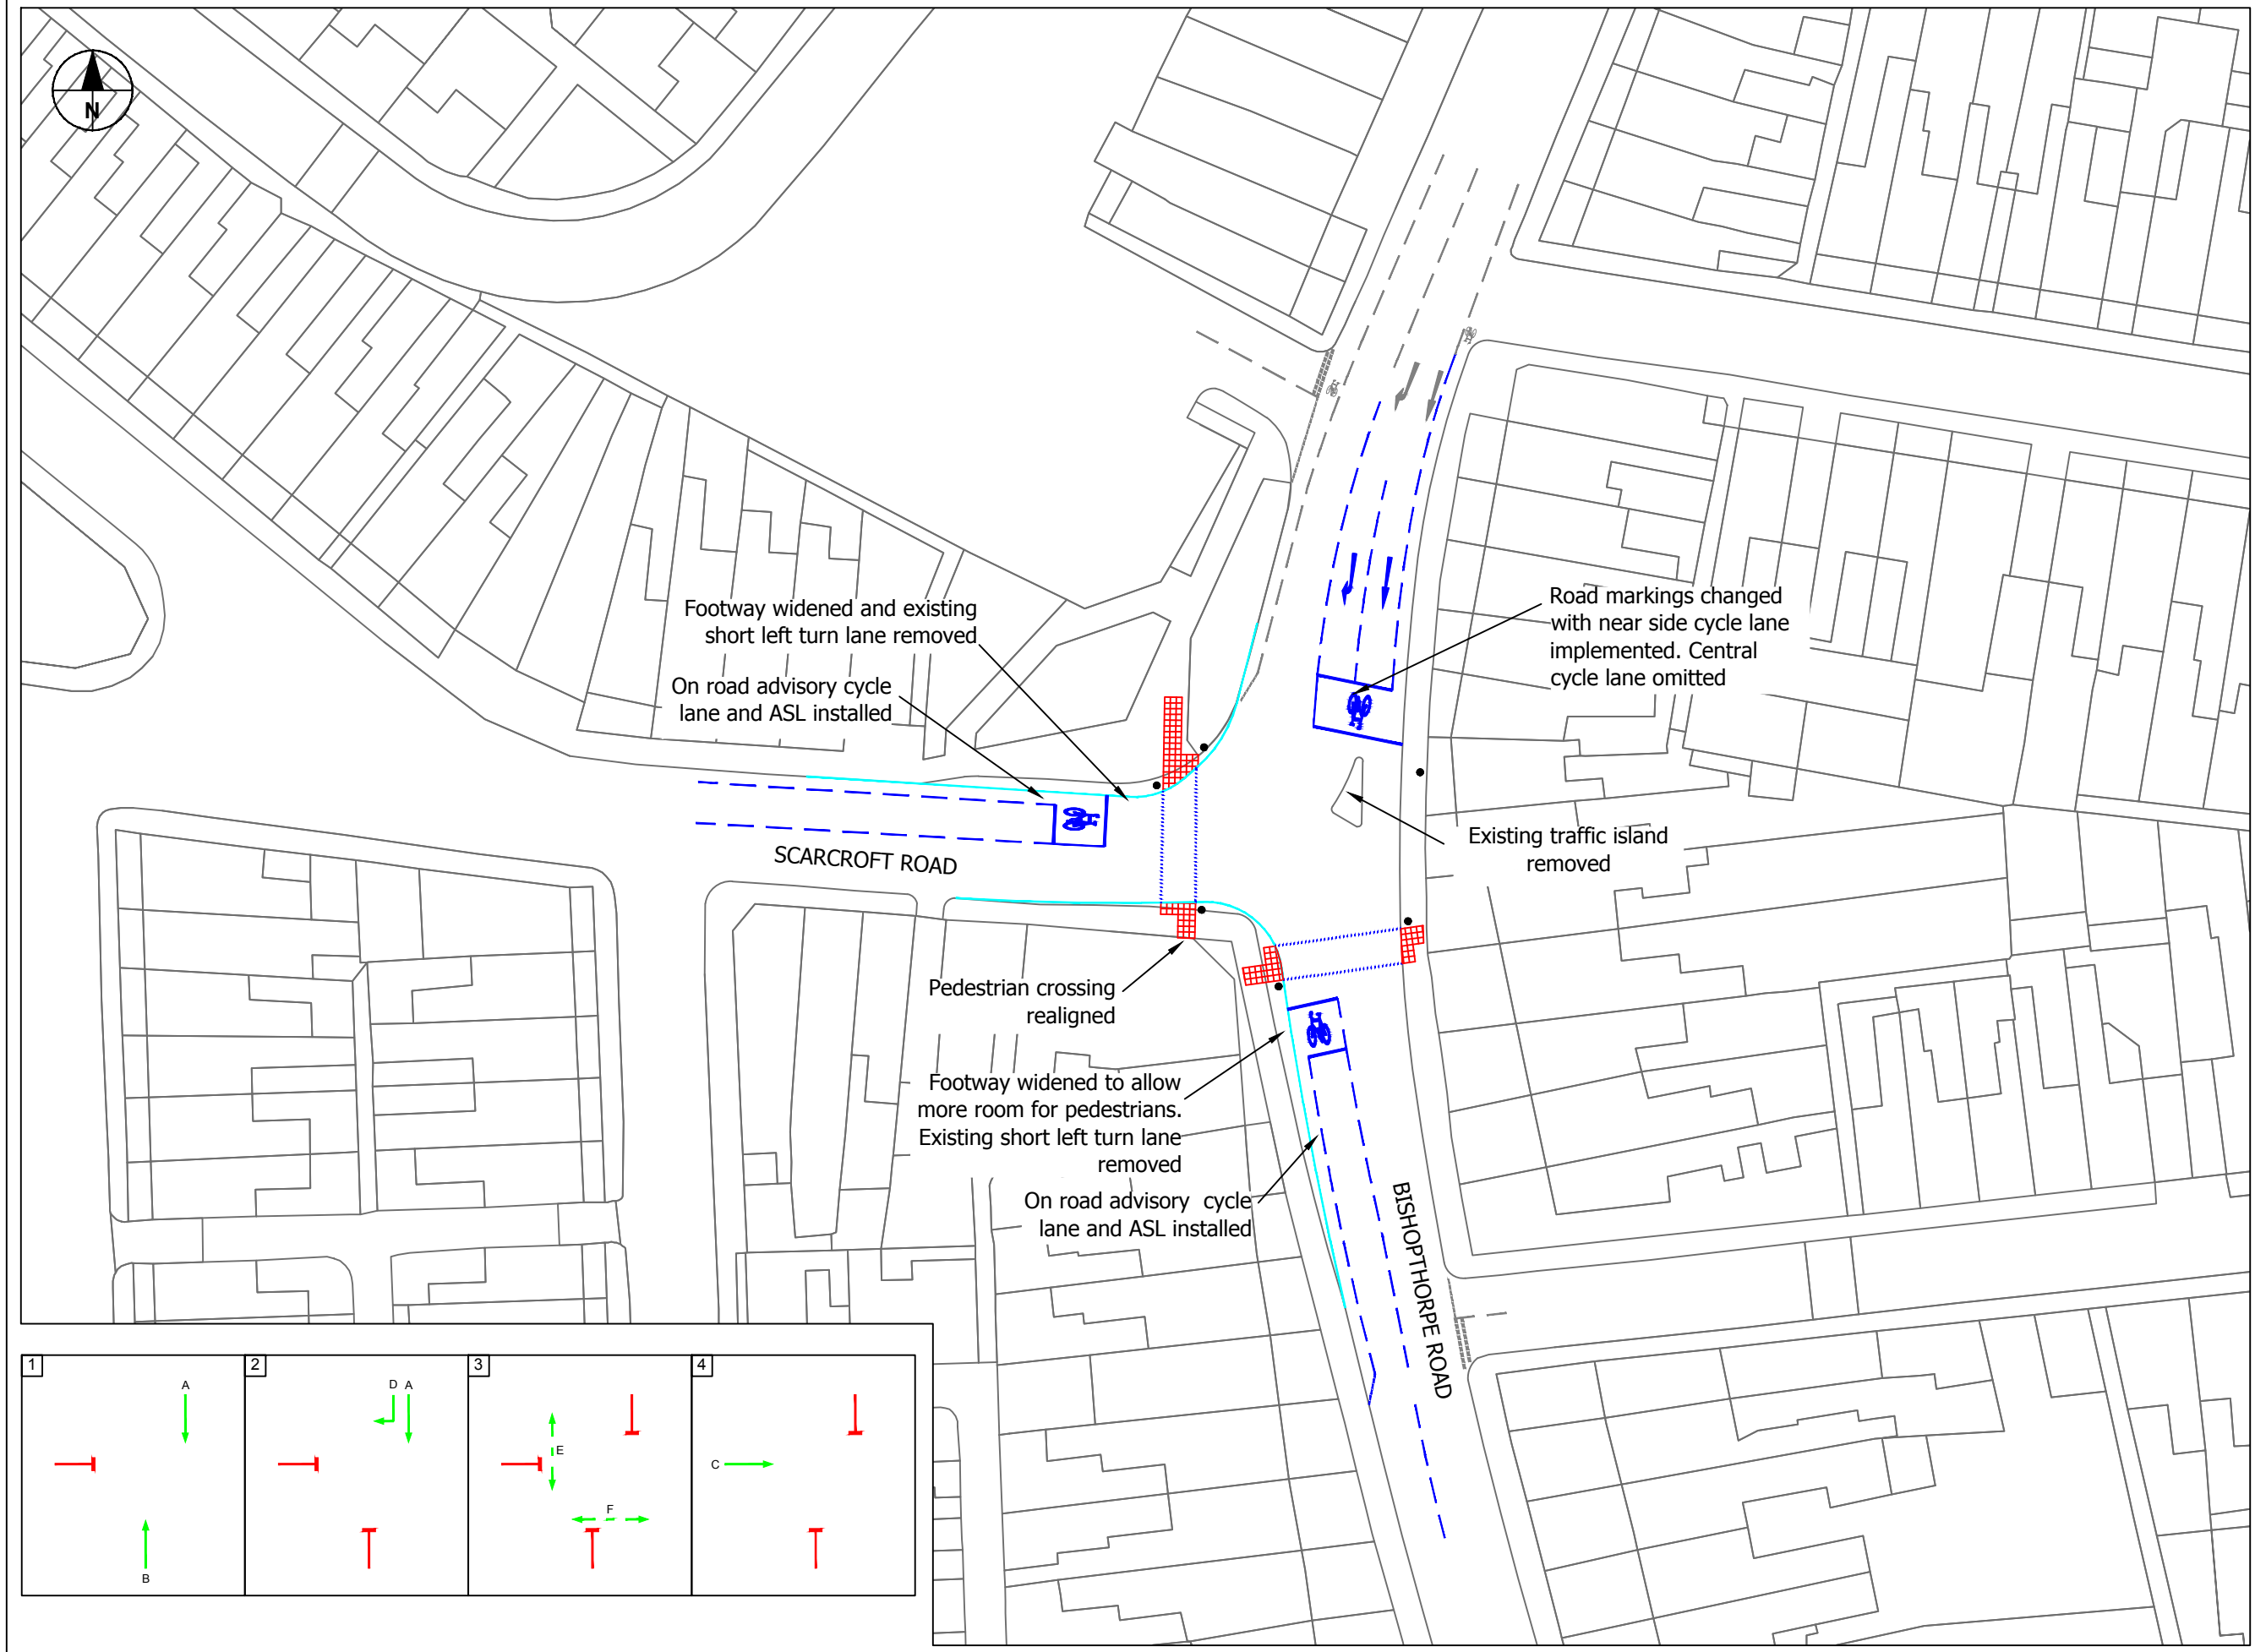 N
Footway widened and existing
short left turn lane removed
On road advisory cycle
lane and ASL installed
Road markings changed
with near side cycle lane
implemented. Central
cycle lane omitted
SCARCROFT ROAD
Existing traffic island
removed
Pedestrian crossing
realigned
Footway widened to allow
more room for pedestrians.
Existing short left turn lane
removed
On road advisory cycle
lane and ASL installed
BISHOPTHORPE ROAD
1
A
B
2
D A
3
E
F
4
C